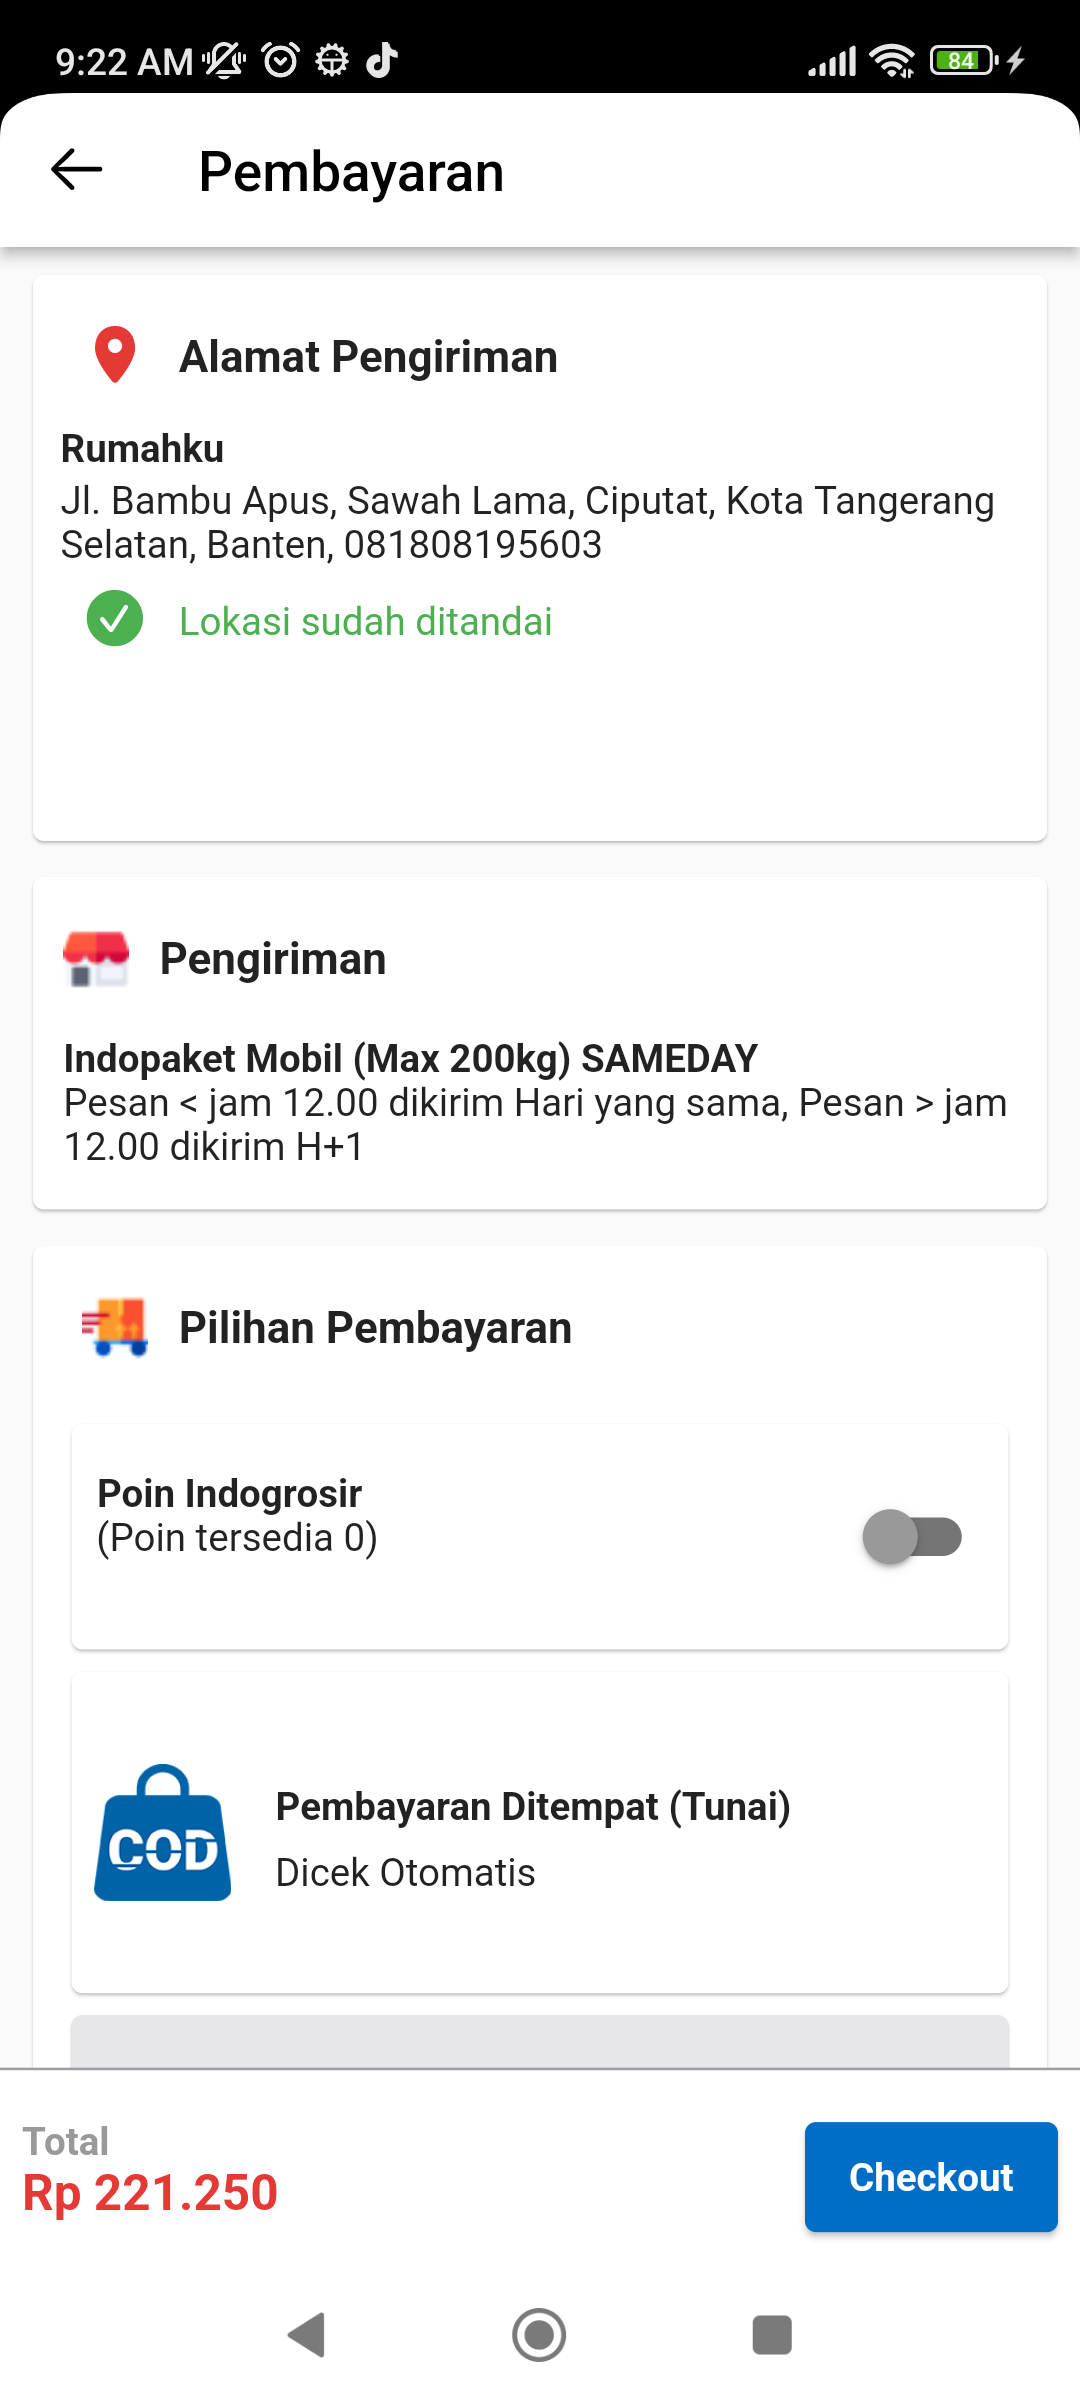 9:22 AM
84
Pembayaran
Alamat Pengiriman
Rumahku
Jl. Bambu Apus, Sawah Lama, Ciputat, Kota Tangerang
Selatan, Banten, 081808195603
Lokasi sudah ditandai
Pengiriman
Indopaket Mobil (Max 200kg) SAMEDAY
Pesan < jam 12.00 dikirim Hari yang sama, Pesan > jam
12.00 dikirim H+1
Pilihan Pembayaran
Poin Indogrosir
(Poin tersedia 0)
COD
Pembayaran Ditempat (Tunai)
Dicek Otomatis
Total
Rp 221.250
Checkout